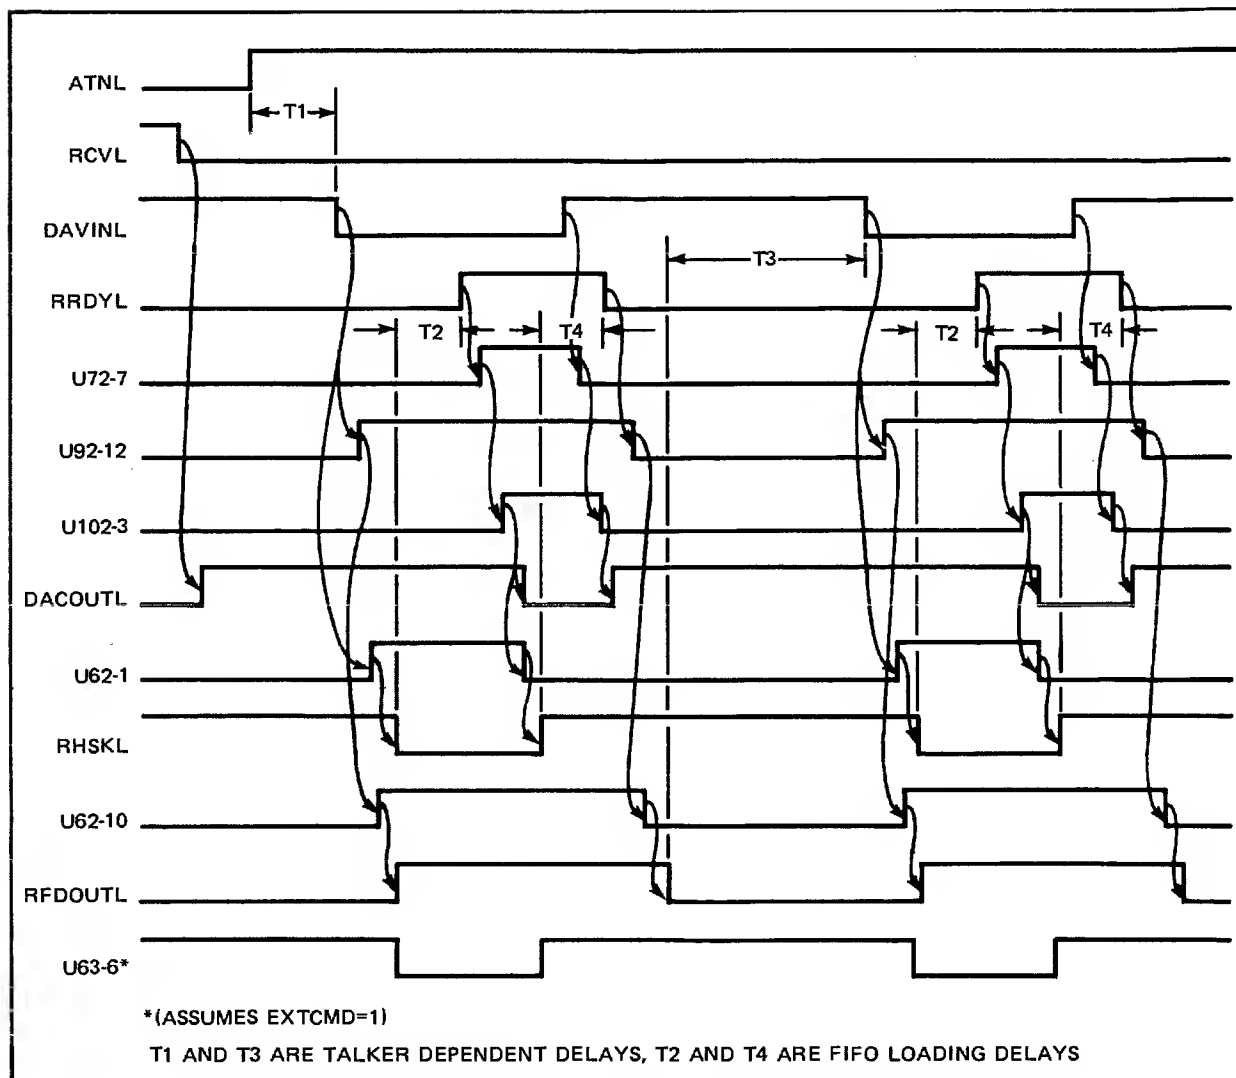 ATNL
T1
RCVL
DAVINL
T3
RRDYL
T2 T4 T2 T4
U72-7
U92-12
U102-3
DACOUTL
U62-1
RHSKL
U62-10
RFDOUTL
U63-6*
*(ASSUMES EXTCMD=1)
T1 AND T3 ARE TALKER DEPENDENT DELAYS, T2 AND T4 ARE FIFO LOADING DELAYS